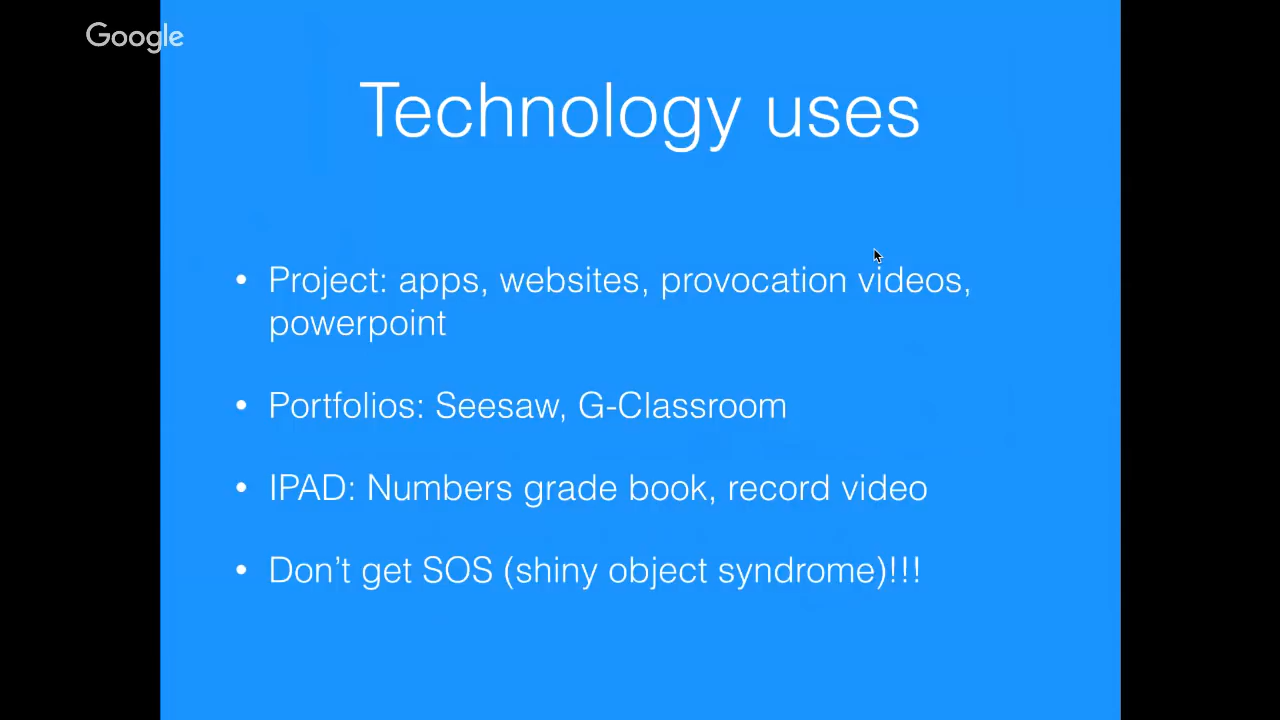 Google
Technology uses
• Project: apps, websites, provocation videos,
powerpoint
• Portfolios: Seesaw, G-Classroom
• IPAD: Numbers grade book, record video
• Don’t get SOS (shiny object syndrome)!!!